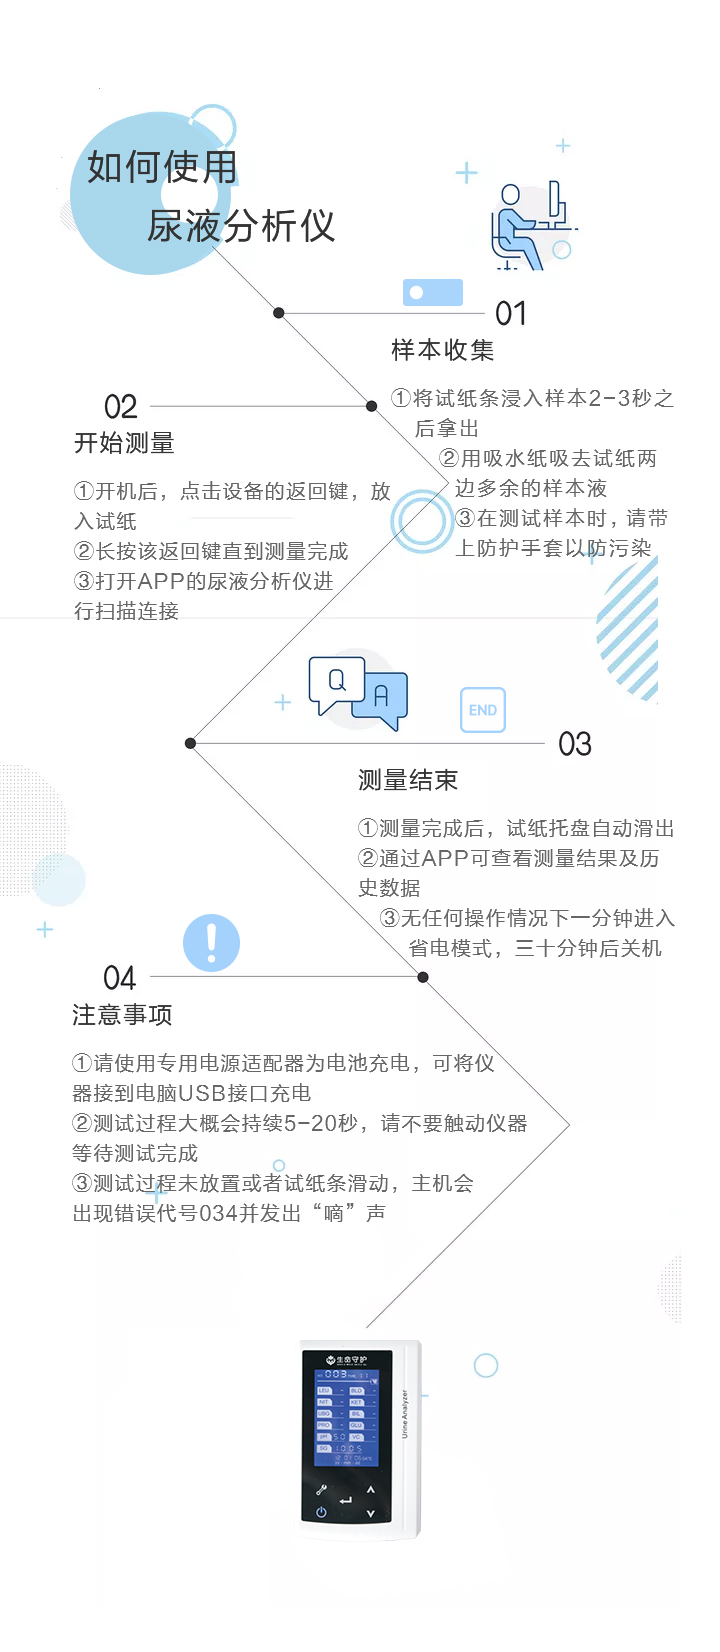 如何使用
尿液分析仪
01
样本收集
①将试纸条浸入样本2-3秒之
后拿出
②用吸水纸吸去试纸两
边多余的样本液
③在测试样本时,请带
上防护手套以防污染
02
开始测量
①开机后，点击设备的返回键，放
入试纸
②长按该返回键直到测量完成
③打开APP的尿液分析仪进
行扫描连接
Q
A
END
03
测量结束
①测量完成后，试纸托盘自动滑出
②通过APP可查看测量结果及历
史数据
③无任何操作情况下一分钟进入
省电模式，三十分钟后关机
04
注意事项
①请使用专用电源适配器为电池充电，可将仪
器接到电脑USB接口充电
②测试过程大概会持续5-20秒，请不要触动仪器
等待测试完成
③测试过程未放置或者试纸条滑动，主机会
出现错误代号034并发出“嘀”声
生命守护
003
LEU - BLD -
NIT - KET -
UBG - BIL -
PRO - GLU -
pH 5.0 VC -
SG 1.005
Urine Analyzer